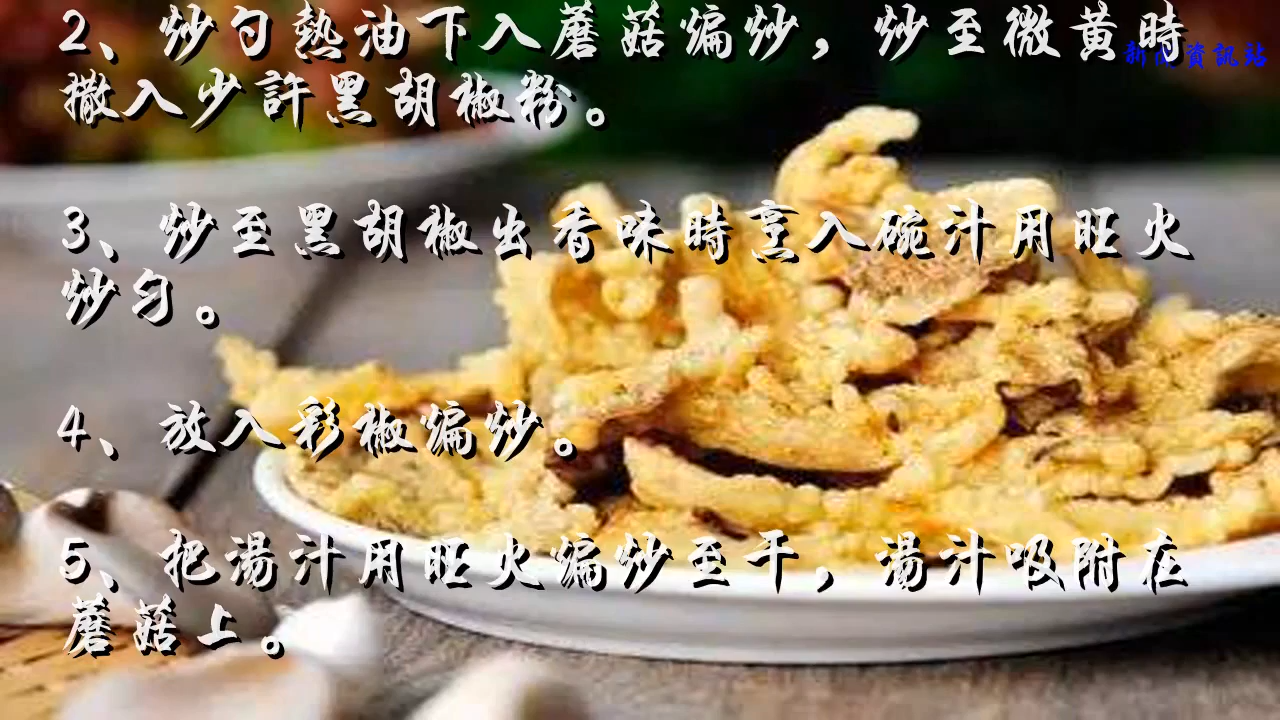 2、炒勺熱油下入蘑菇煸炒，炒至微黃時
撒入少許黑胡椒粉。
3、炒至黑胡椒出香味時烹入碗汁用旺火
炒勻。
4、放入彩椒煸炒。
5、把湯汁用旺火煸炒至干，湯汁吸附在
蘑菇上。
資訊站